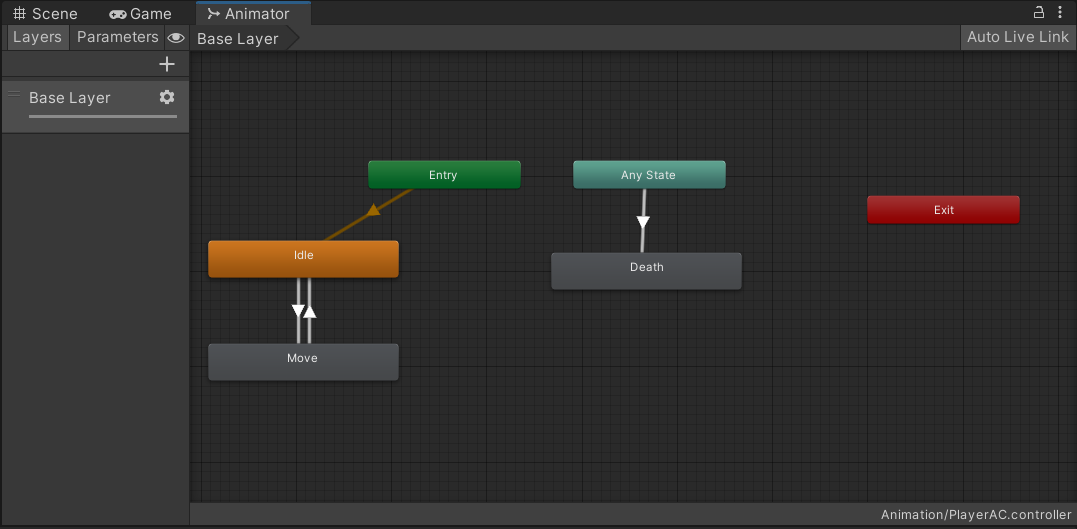 Scene Game Animator
Layers Parameters Base Layer Auto Live Link
Base Layer
Entry Any State
Exit
Idle
Death
Move
Animation/PlayerAC.controller